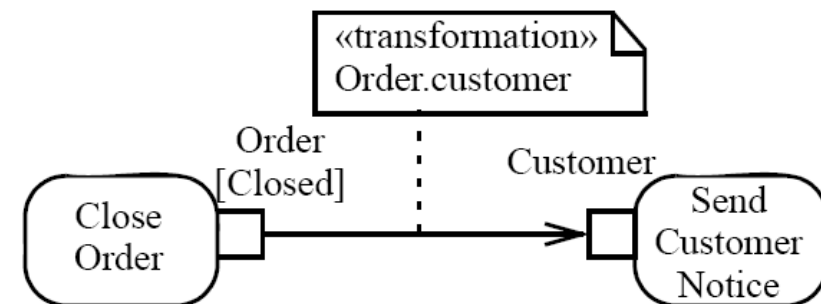 «transformation»
Order.customer
Order
[Closed]
Customer
Close
Order
Send
Customer
Notice